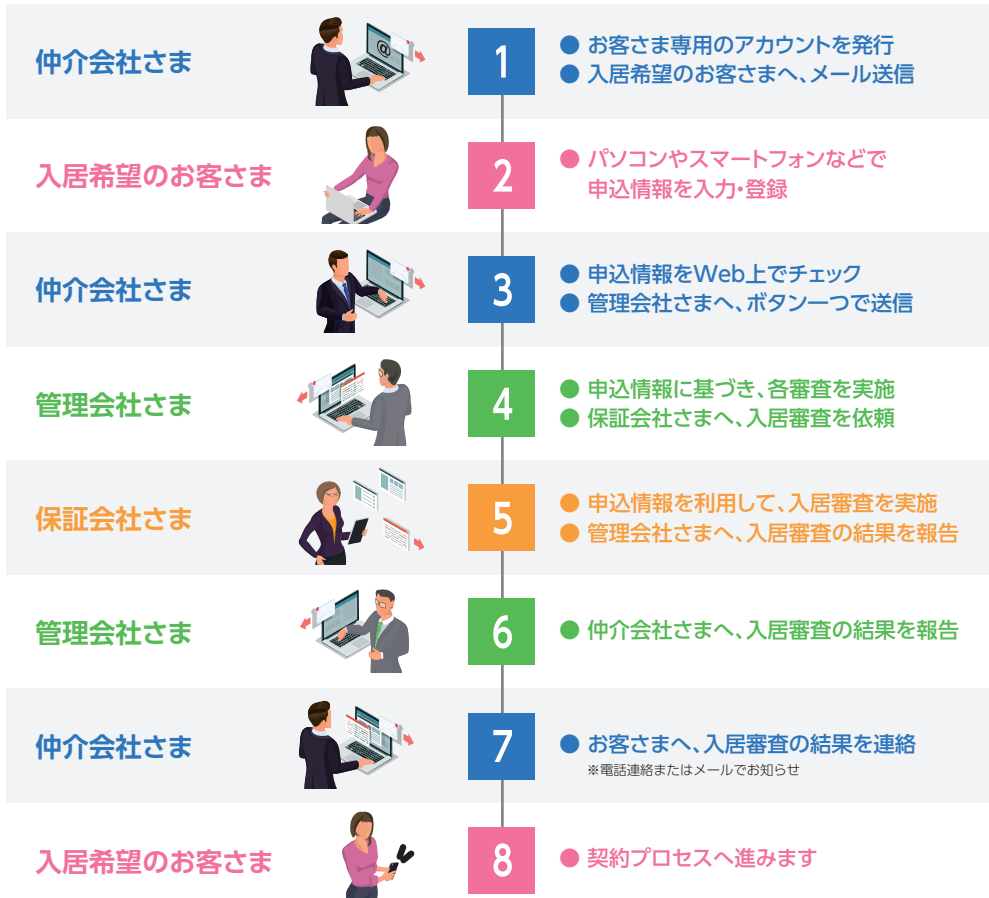 仲介会社さま
@
1
● お客さま専用のアカウントを発行
● 入居希望のお客さまへ、メール送信
入居希望のお客さま
2
● パソコンやスマートフォンなどで
申込情報を入力・登録
仲介会社さま
3
● 申込情報をWeb上でチェック
● 管理会社さまへ、ボタン一つで送信
管理会社さま
4
● 申込情報に基づき、各審査を実施
● 保証会社さまへ、入居審査を依頼
保証会社さま
5
● 申込情報を利用して、入居審査を実施
● 管理会社さまへ、入居審査の結果を報告
管理会社さま
6
● 仲介会社さまへ、入居審査の結果を報告
仲介会社さま
7
● お客さまへ、入居審査の結果を連絡
※電話連絡またはメールでお知らせ
入居希望のお客さま
8
● 契約プロセスへ進みます